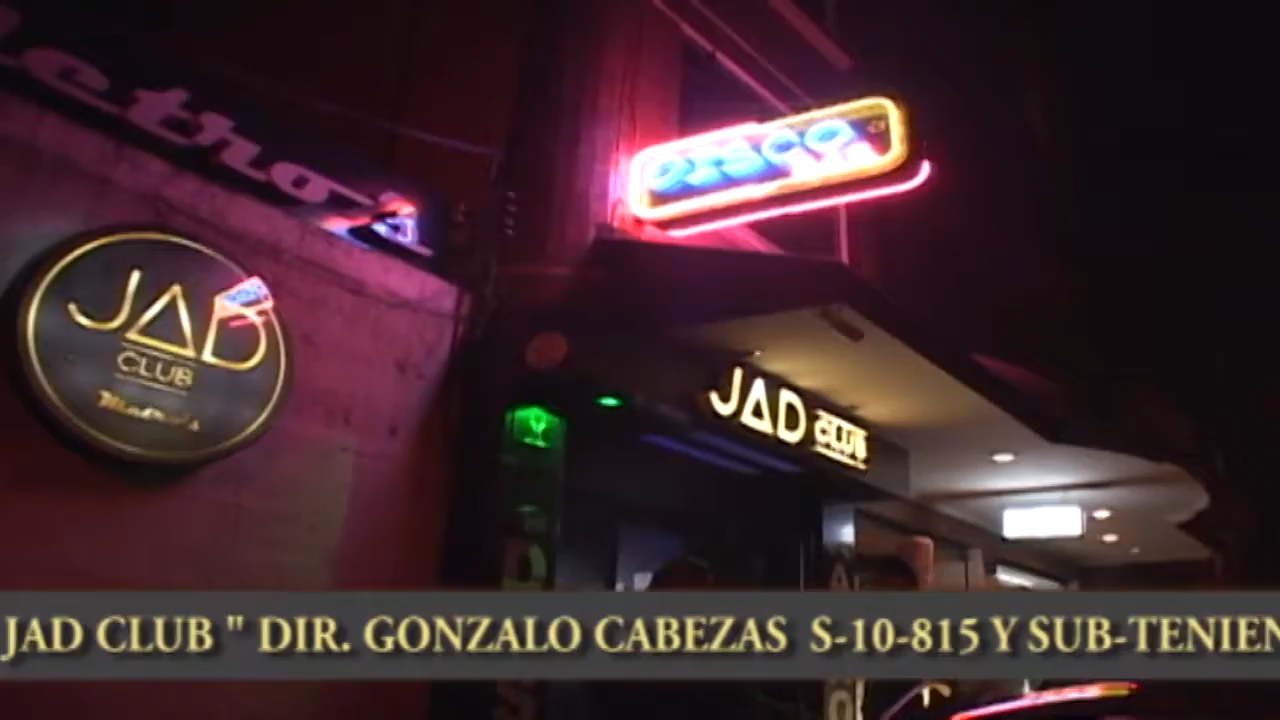 DISCO
JAD
CLUB
JAD CLUB
JAD CLUB " DIR. GONZALO CABEZAS S-10-815 Y SUB-TENIEN